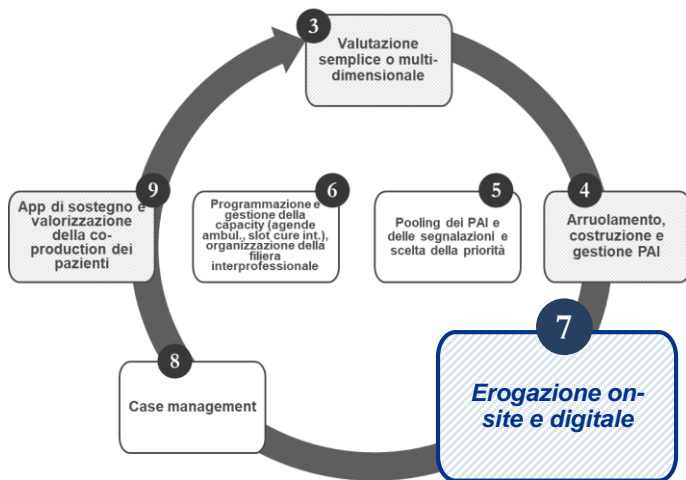 3
Valutazione
semplice o multi-
dimensionale
9
App di sostegno e
valorizzazione
della co-
production dei
pazienti
6
Programmazione e
gestione della
capacity (agende
ambul., slot cure int.),
organizzazione della
filiera
interprofessionale
5
Pooling dei PAI e
delle segnalazioni e
scelta della priorità
4
Arruolamento,
costruzione e
gestione PAI
7
Erogazione on-
site e digitale
8
Case management